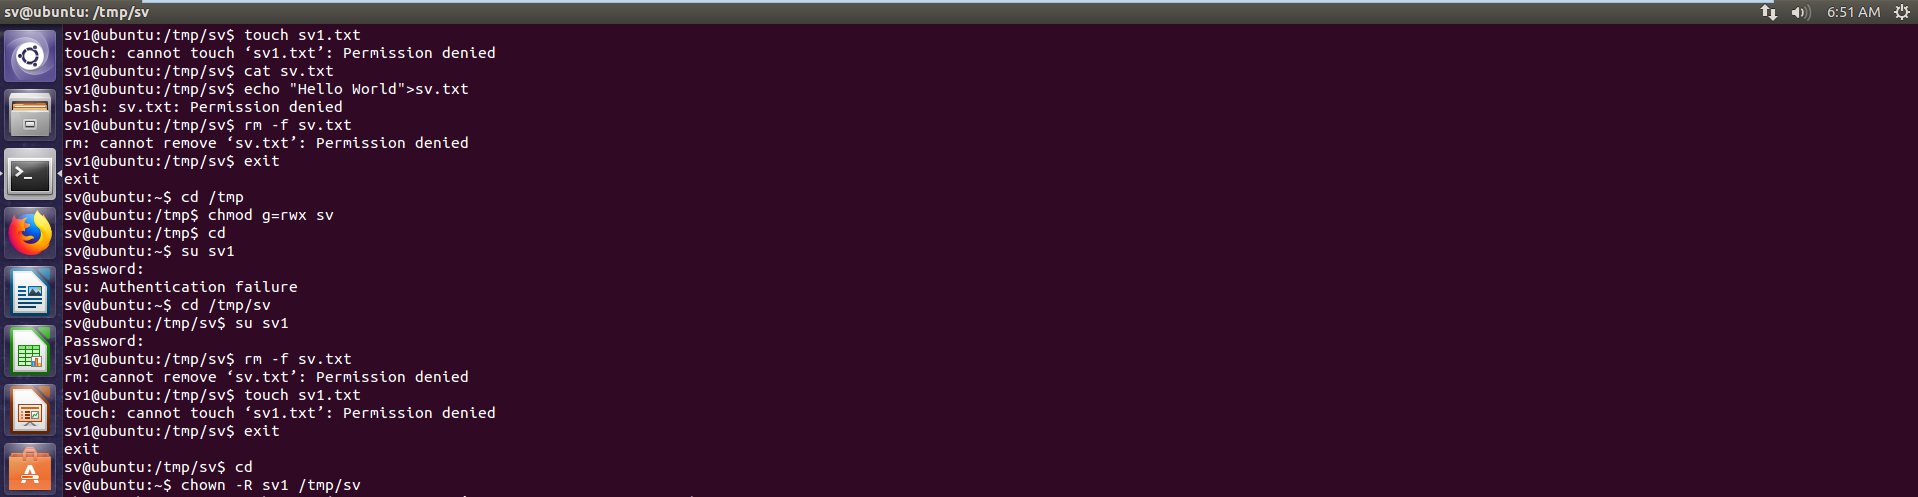 sv@ubuntu: /tmp/sv
6:51 AM
sv1@ubuntu:/tmp/sv$ touch sv1.txt
touch: cannot touch ‘sv1.txt’: Permission denied
sv1@ubuntu:/tmp/sv$ cat sv.txt
sv1@ubuntu:/tmp/sv$ echo "Hello World">sv.txt
bash: sv.txt: Permission denied
sv1@ubuntu:/tmp/sv$ rm -f sv.txt
rm: cannot remove ‘sv.txt’: Permission denied
sv1@ubuntu:/tmp/sv$ exit
exit
sv@ubuntu:~$ cd /tmp
sv@ubuntu:/tmp$ chmod g=rwx sv
sv@ubuntu:/tmp$ cd
sv@ubuntu:~$ su sv1
Password:
su: Authentication failure
sv@ubuntu:~$ cd /tmp/sv
sv@ubuntu:/tmp/sv$ su sv1
Password:
sv1@ubuntu:/tmp/sv$ rm -f sv.txt
rm: cannot remove ‘sv.txt’: Permission denied
sv1@ubuntu:/tmp/sv$ touch sv1.txt
touch: cannot touch ‘sv1.txt’: Permission denied
sv1@ubuntu:/tmp/sv$ exit
exit
sv@ubuntu:/tmp/sv$ cd
sv@ubuntu:~$ chown -R sv1 /tmp/sv